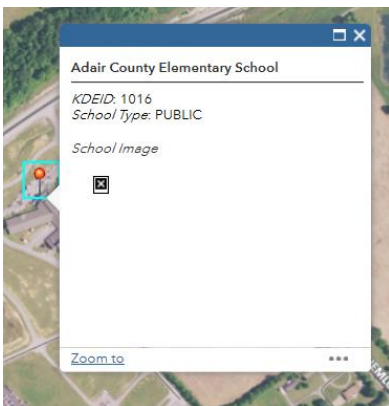 Adair County Elementary School
KDEID: 1016
School Type: PUBLIC
School Image
Zoom to